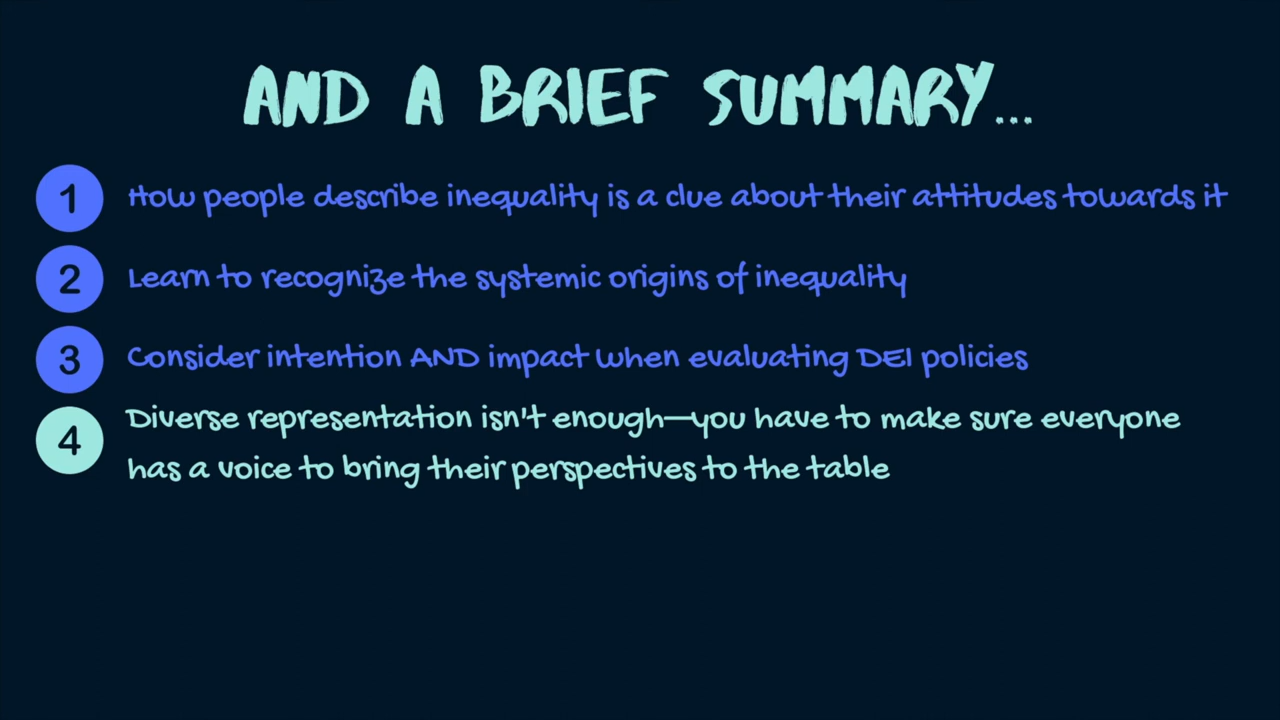 AND A BRIEF SUMMARY...
1 How people describe inequality is a clue about their attitudes towards it
2 Learn to recognize the systemic origins of inequality
3 Consider intention AND impact when evaluating DEI policies
4 Diverse representation isn't enough—you have to make sure everyone
has a voice to bring their perspectives to the table